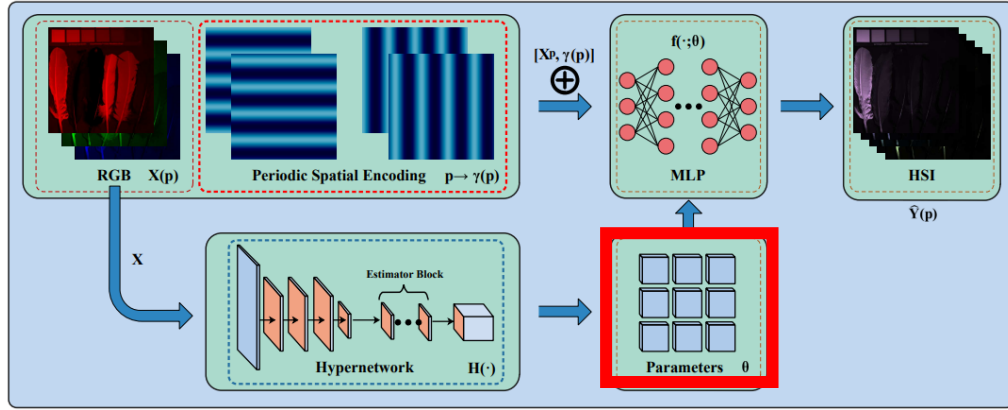 [Xᵖ, γ(p)]
f(·;θ)
RGB X(p)
Periodic Spatial Encoding p→ γ(p)
MLP
HSI
Ŷ(p)
X
Estimator Block
Hypernetwork H(·)
Parameters θ